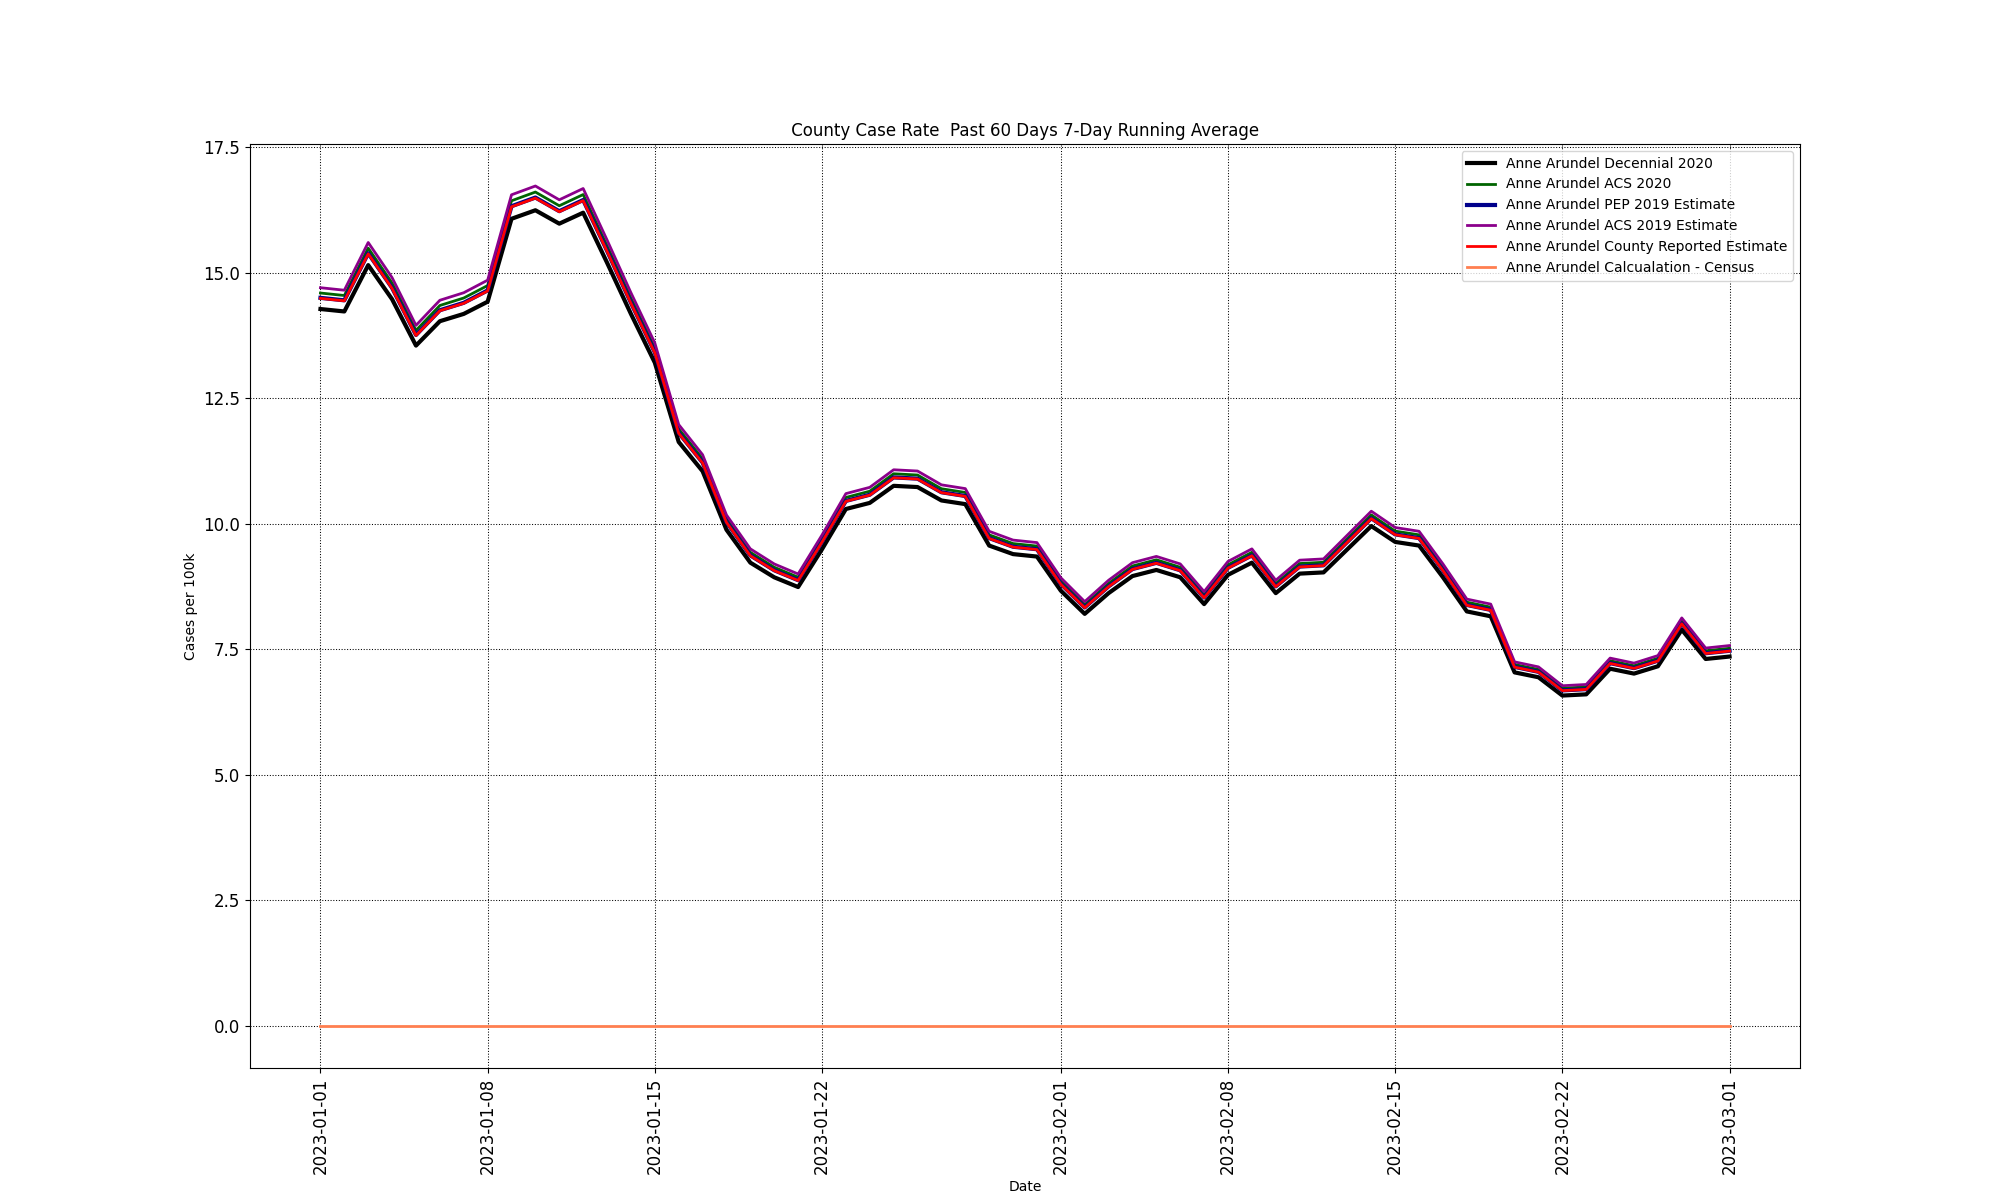 County Case Rate  Past 60 Days 7-Day Running Average
Anne Arundel Decennial 2020
Anne Arundel ACS 2020
Anne Arundel PEP 2019 Estimate
Anne Arundel ACS 2019 Estimate
Anne Arundel County Reported Estimate
Anne Arundel Calcualation - Census
Cases per 100k
17.5
15.0
12.5
10.0
7.5
5.0
2.5
0.0
2023-01-01
2023-01-08
2023-01-15
2023-01-22
2023-02-01
2023-02-08
2023-02-15
2023-02-22
2023-03-01
Date